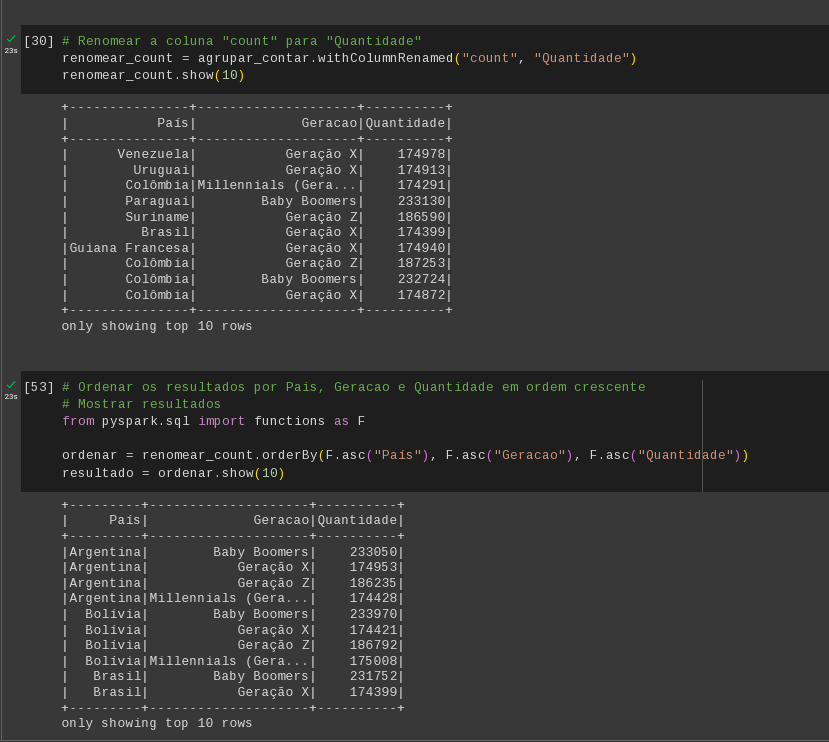 [30] # Renomear a coluna "count" para "Quantidade"
23s
renomear_count = agrupar_contar.withColumnRenamed("count", "Quantidade")
renomear_count.show(10)
+---------------+--------------------+----------+
|           País|            Geracao|Quantidade|
+---------------+--------------------+----------+
|      Venezuela|           Geração X|    174978|
|        Uruguai|           Geração X|    174913|
|       Colômbia|Millennials (Gera...|    174291|
|       Paraguai|        Baby Boomers|    233130|
|       Suriname|           Geração Z|    186590|
|         Brasil|           Geração X|    174399|
|Guiana Francesa|           Geração X|    174940|
|       Colômbia|           Geração Z|    187253|
|       Colômbia|        Baby Boomers|    232724|
|       Colômbia|           Geração X|    174872|
+---------------+--------------------+----------+
only showing top 10 rows
[53] # Ordenar os resultados por Pais, Geracao e Quantidade em ordem crescente
23s
# Mostrar resultados
from pyspark.sql import functions as F
ordenar = renomear_count.orderBy(F.asc("País"), F.asc("Geracao"), F.asc("Quantidade"))
resultado = ordenar.show(10)
+---------+--------------------+----------+
|     País|             Geracao|Quantidade|
+---------+--------------------+----------+
|Argentina|        Baby Boomers|    233050|
|Argentina|           Geração X|    174953|
|Argentina|           Geração Z|    186235|
|Argentina|Millennials (Gera...|    174428|
|  Bolívia|        Baby Boomers|    233970|
|  Bolívia|           Geração X|    174421|
|  Bolívia|           Geração Z|    186792|
|  Bolívia|Millennials (Gera...|    175008|
|   Brasil|        Baby Boomers|    231752|
|   Brasil|           Geração X|    174399|
+---------+--------------------+----------+
only showing top 10 rows